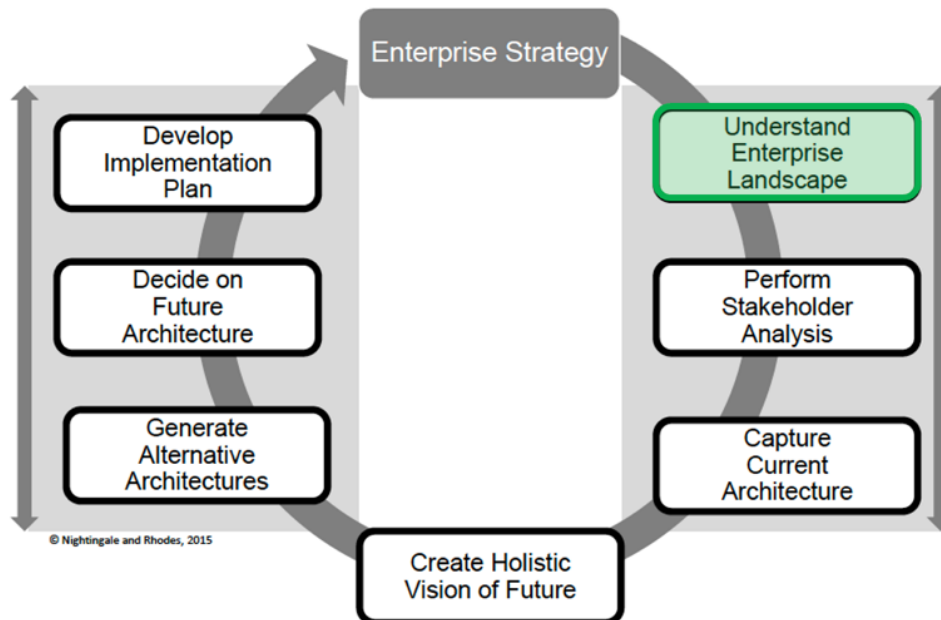 Enterprise Strategy
Understand
Enterprise
Landscape
Perform
Stakeholder
Analysis
Capture
Current
Architecture
Create Holistic
Vision of Future
Generate
Alternative
Architectures
Decide on
Future
Architecture
Develop
Implementation
Plan
© Nightingale and Rhodes, 2015